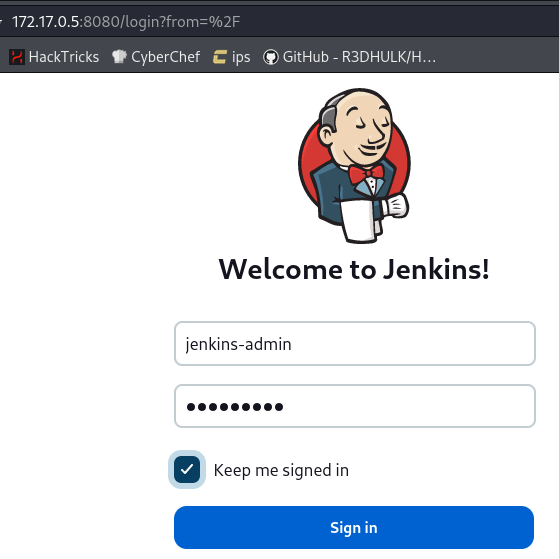 172.17.0.5:8080/login?from=%2F
HackTricks CyberChef ips GitHub - R3DHULK/H...
Welcome to Jenkins!
jenkins-admin
•••••••••
Keep me signed in
Sign in